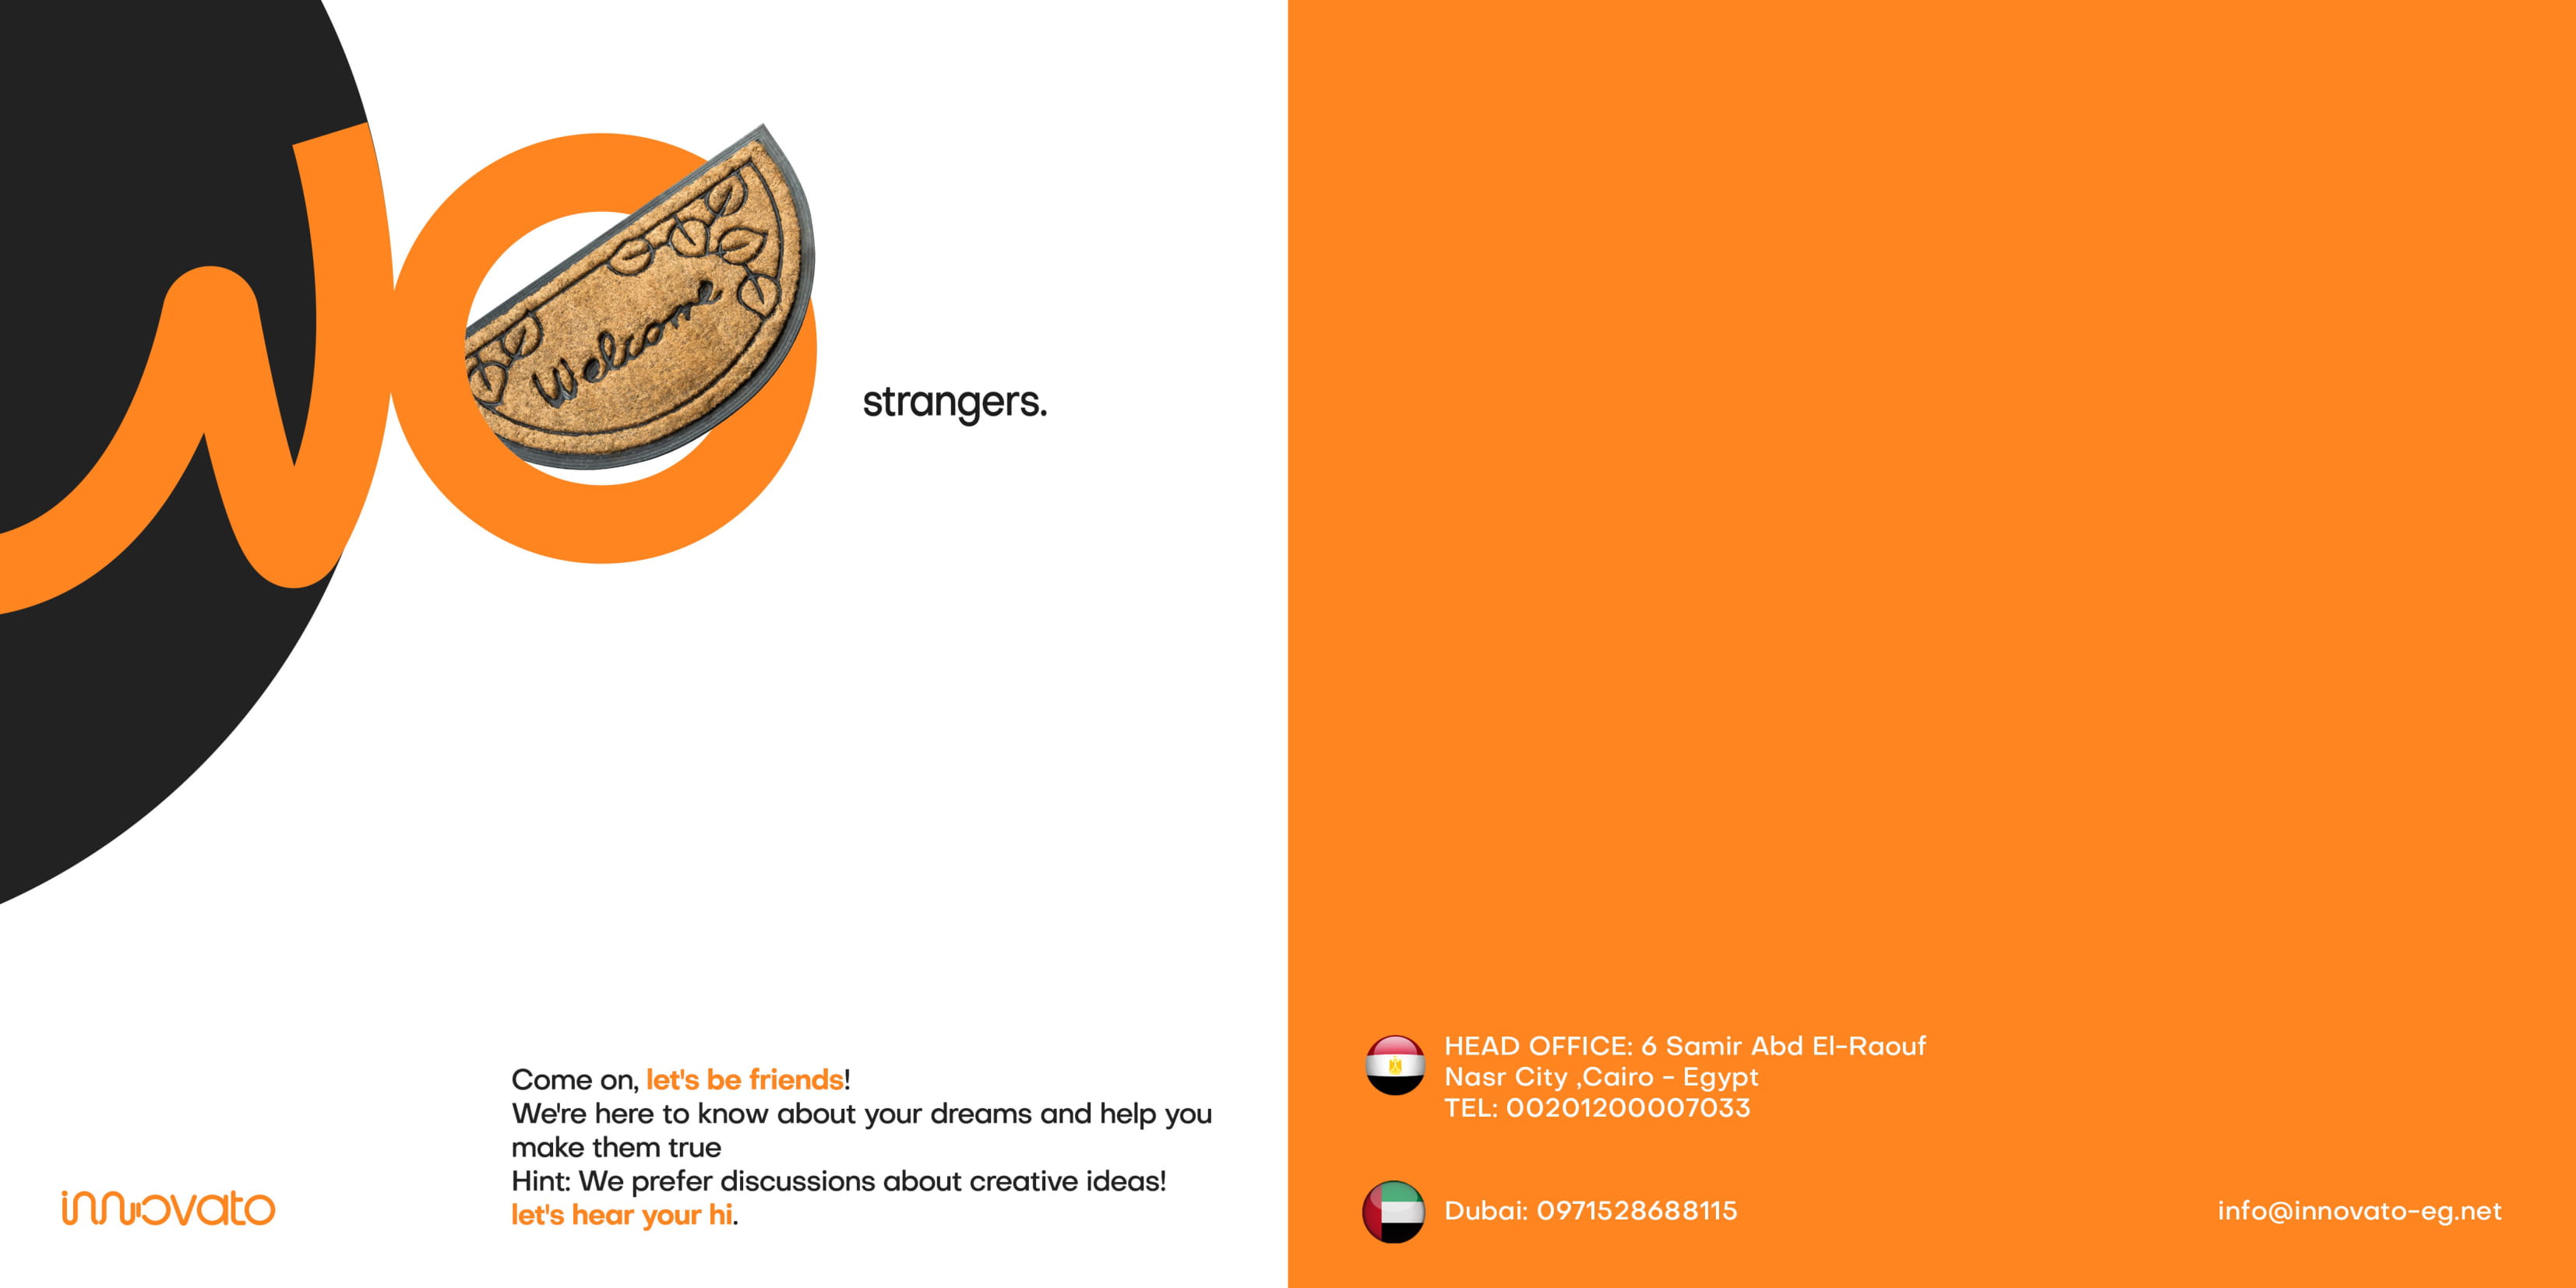 Welcome
strangers.
Come on, let's be friends!
We're here to know about your dreams and help you
make them true
Hint: We prefer discussions about creative ideas!
let's hear your hi.
innovato
HEAD OFFICE: 6 Samir Abd El-Raouf
Nasr City ,Cairo - Egypt
TEL: 00201200007033
Dubai: 0971528688115
info@innovato-eg.net